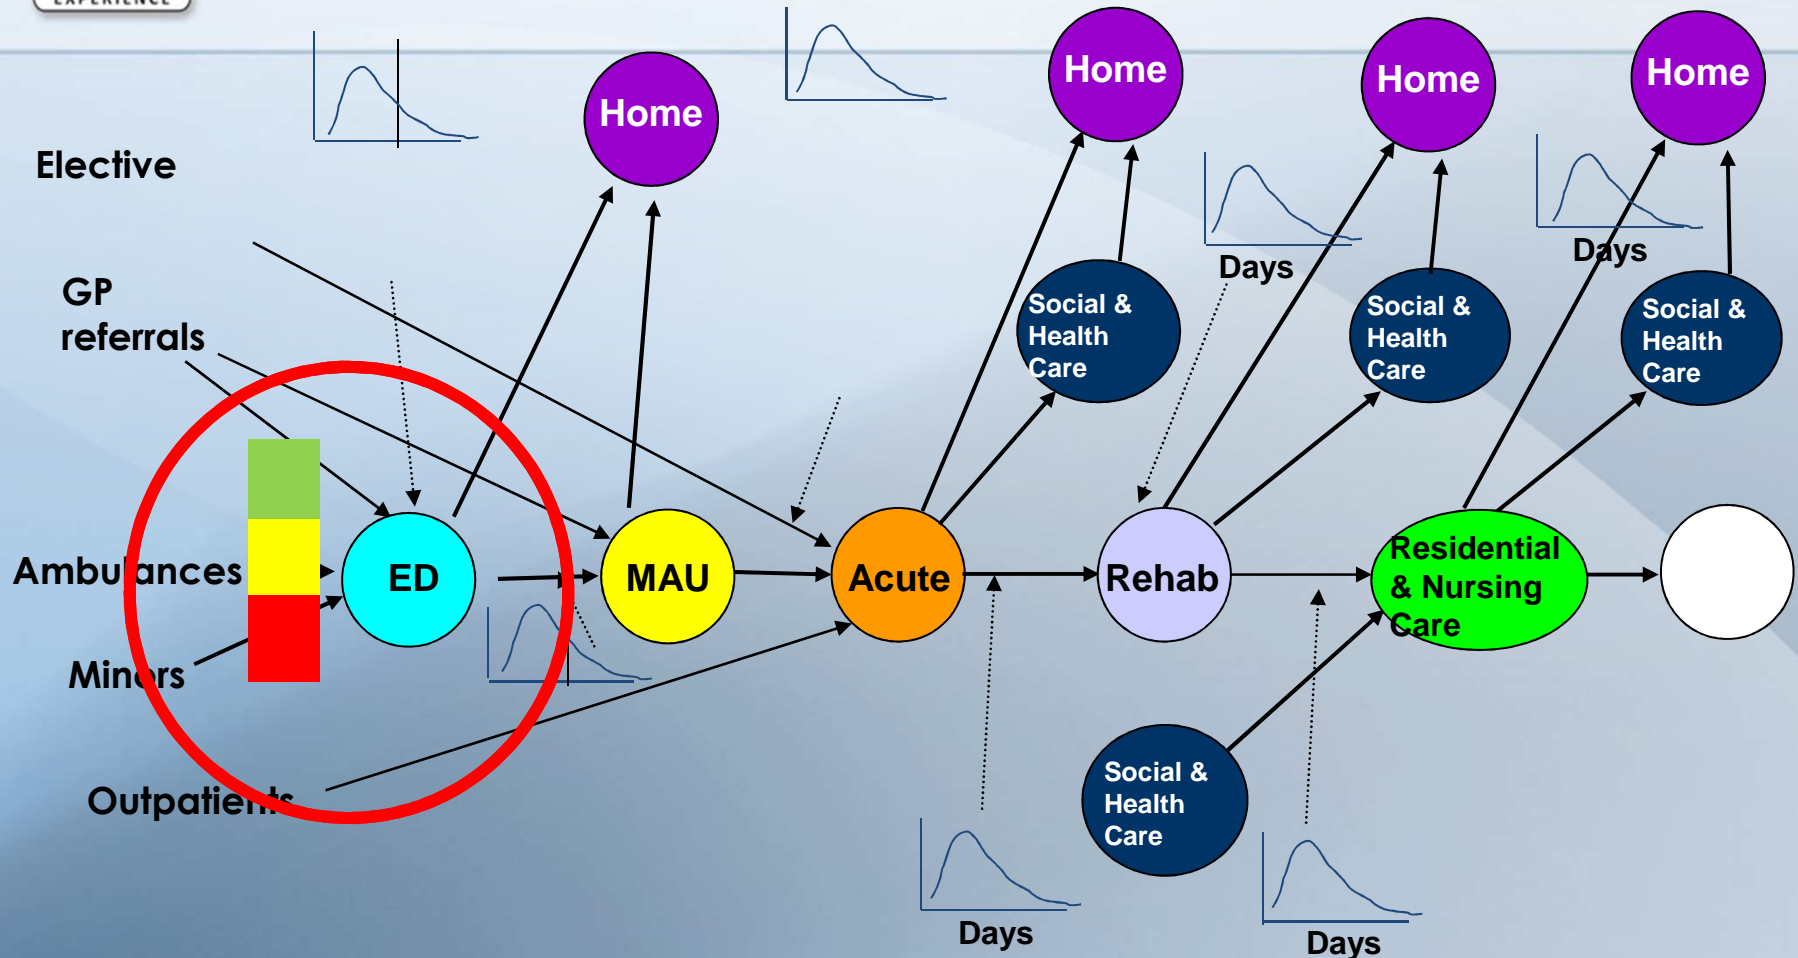 EXPERIENCE
Home
Home
Home
Home
Elective
GP
referrals
Days
Days
Social &
Health
Care
Social &
Health
Care
Social &
Health
Care
Ambulances
ED
MAU
Acute
Rehab
Residential
& Nursing
Care
Minors
Outpatients
Social &
Health
Care
Days
Days